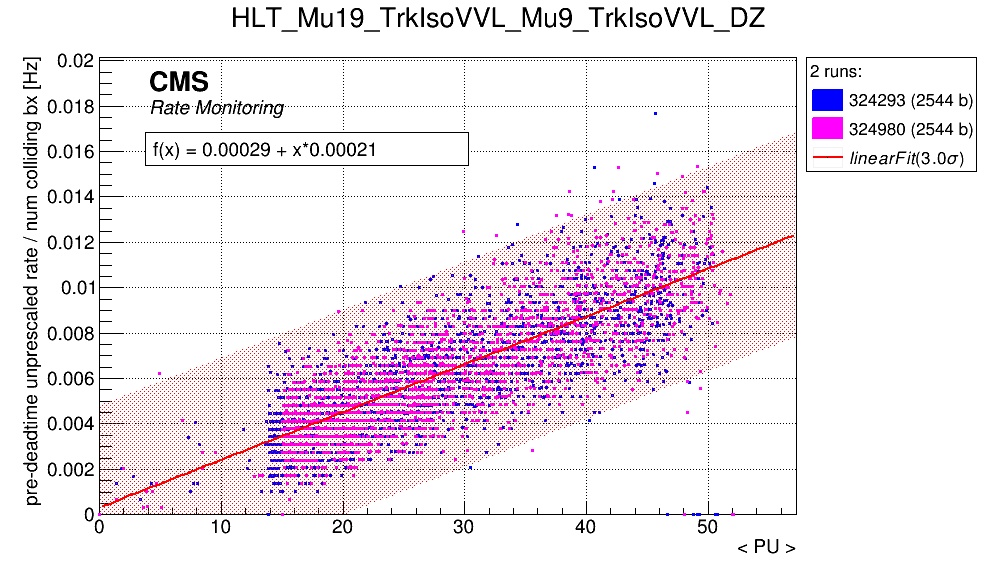 HLT_Mu19_TrkIsoVVL_Mu9_TrkIsoVVL_DZ
pre-deadtime unprescaled rate / num colliding bx [Hz]
0.02
0.018
0.016
0.014
0.012
0.01
0.008
0.006
0.004
0.002
0
CMS
Rate Monitoring
f(x) = 0.00029 + x*0.00021
0 10 20 30 40 50
< PU >
2 runs:
324293 (2544 b)
324980 (2544 b)
linearFit(3.0σ)